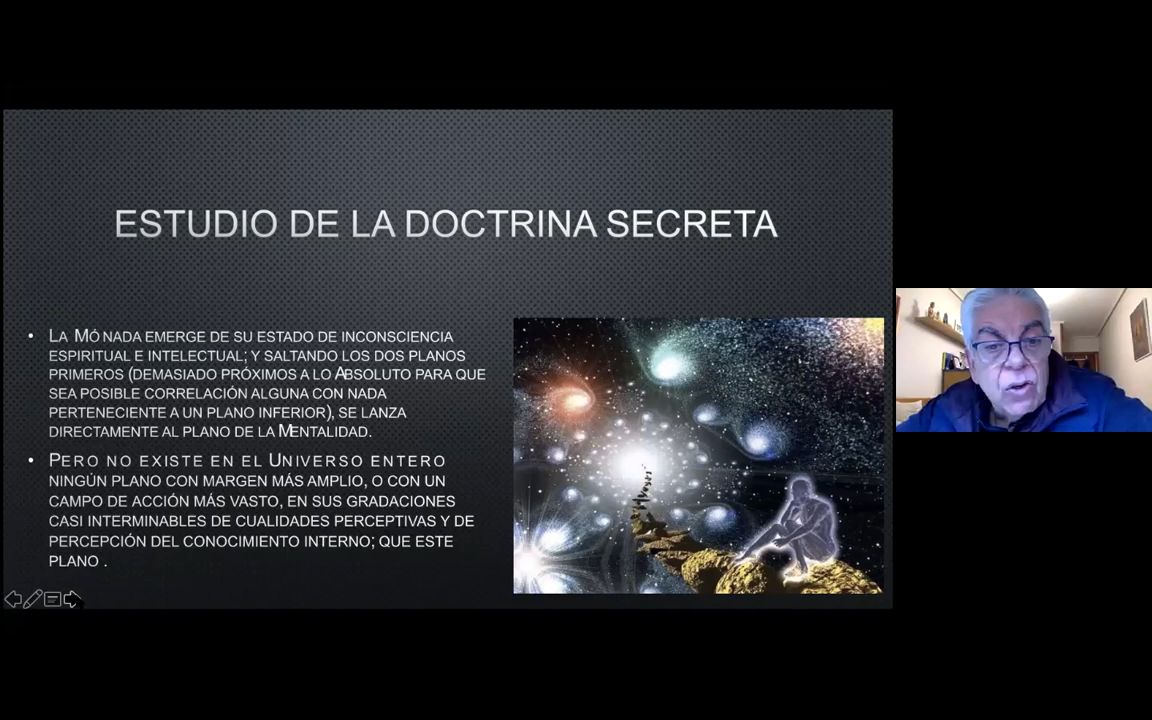 ESTUDIO DE LA DOCTRINA SECRETA
• LA MÓNADA EMERGE DE SU ESTADO DE INCONSCIENCIA
ESPIRITUAL E INTELECTUAL; Y SALTANDO LOS DOS PLANOS
PRIMEROS (DEMASIADO PRÓXIMOS A LO ABSOLUTO PARA QUE
SEA POSIBLE CORRELACIÓN ALGUNA CON NADA
PERTENECIENTE A UN PLANO INFERIOR), SE LANZA
DIRECTAMENTE AL PLANO DE LA MENTALIDAD.
• PERO NO EXISTE EN EL UNIVERSO ENTERO
NINGÚN PLANO CON MARGEN MÁS AMPLIO, O CON UN
CAMPO DE ACCIÓN MÁS VASTO, EN SUS GRADACIONES
CASI INTERMINABLES DE CUALIDADES PERCEPTIVAS Y DE
PERCEPCIÓN DEL CONOCIMIENTO INTERNO; QUE ESTE
PLANO .